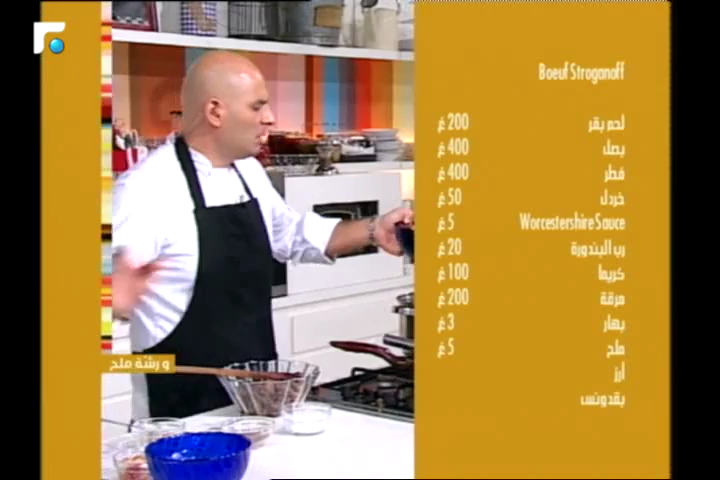 Boeuf Stroganoff
لحم بقر 200 غ
بصل 400 غ
فطر 400 غ
خردل 50 غ
Worcestershire Sauce 5 غ
رب البندورة 20 غ
كريما 100 غ
مرقة 200 غ
بهار 3 غ
ملح 5 غ
أرز
بقدونس
و رشّة ملح